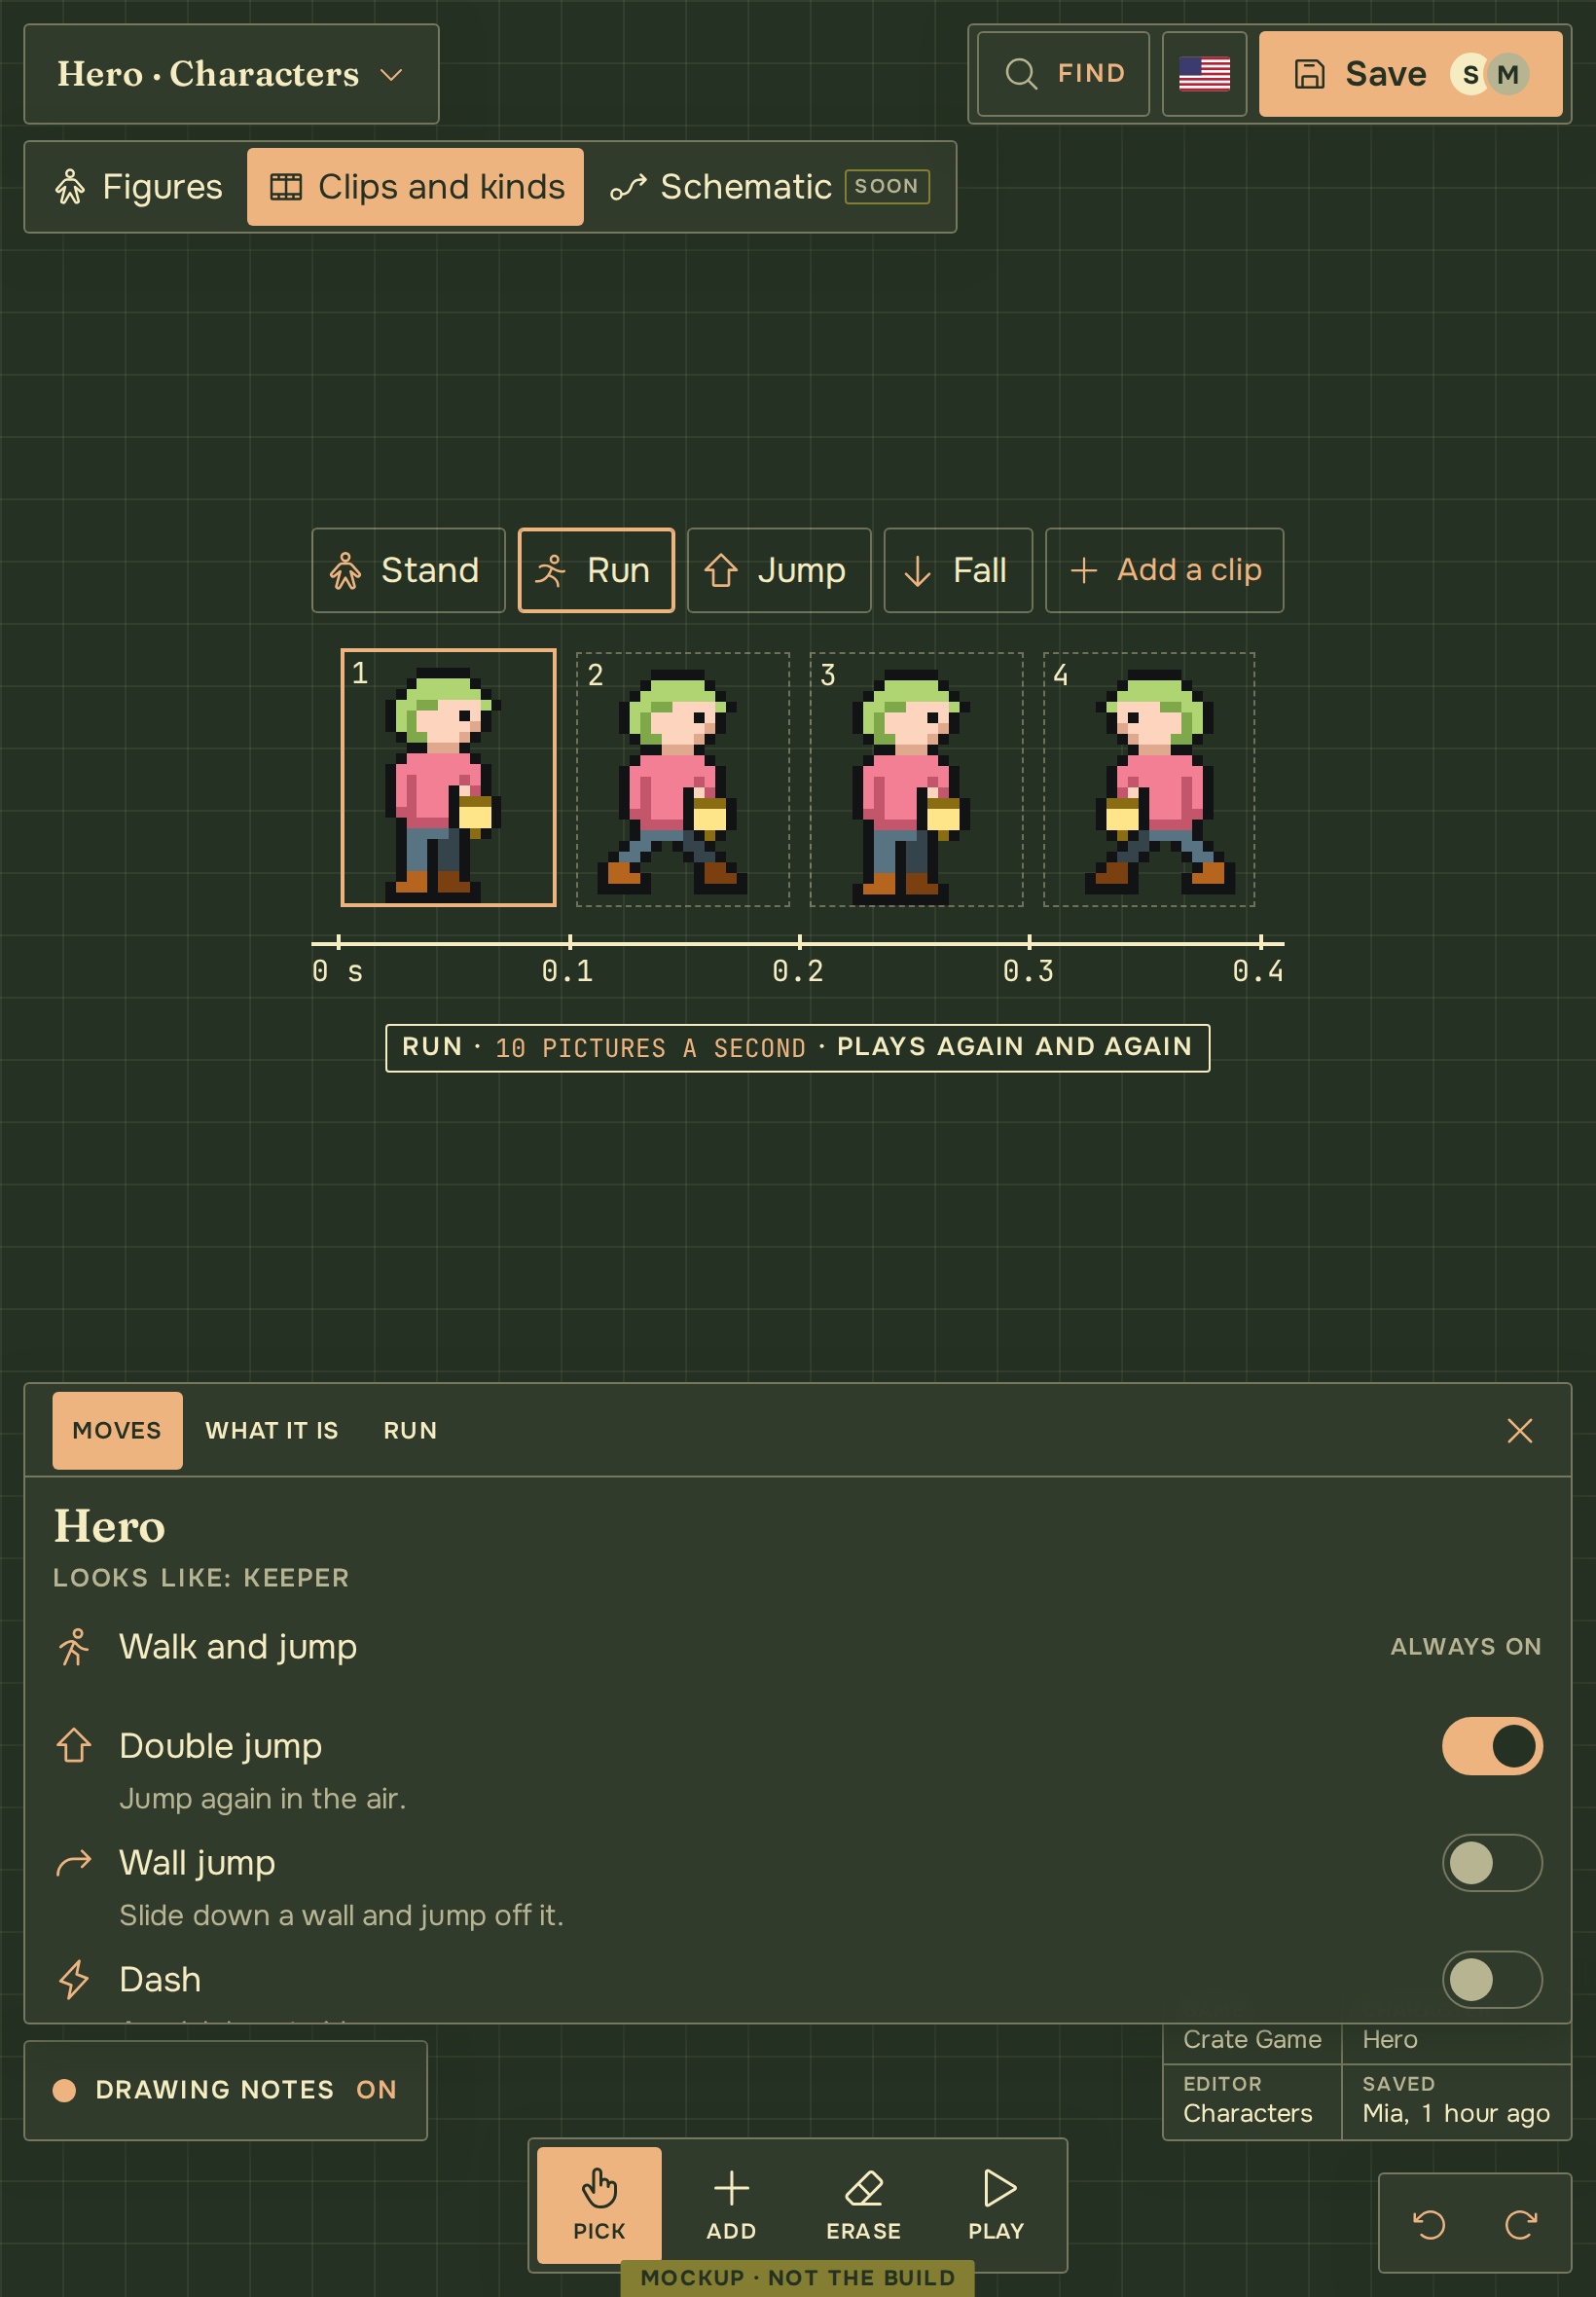 Hero · Characters
FIND
Save
S
M
Figures
Clips and kinds
Schematic
SOON
Stand
Run
Jump
Fall
Add a clip
1
2
3
4
0 s
0.1
0.2
0.3
0.4
RUN · 10 PICTURES A SECOND · PLAYS AGAIN AND AGAIN
MOVES
WHAT IT IS
RUN
Hero
LOOKS LIKE: KEEPER
Walk and jump
ALWAYS ON
Double jump
Jump again in the air.
Wall jump
Slide down a wall and jump off it.
Dash
Crate Game
Hero
DRAWING NOTES ON
EDITOR
SAVED
Characters
Mia, 1 hour ago
PICK
ADD
ERASE
PLAY
MOCKUP · NOT THE BUILD